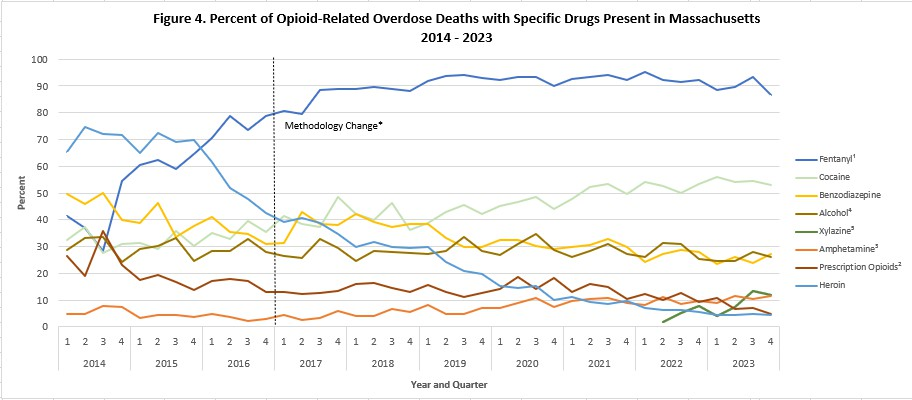 Figure 4. Percent of Opioid-Related Overdose Deaths with Specific Drugs Present in Massachusetts
2014 - 2023
100
90
80
70
60
50
40
30
20
10
0
Percent
Methodology Change*
Fentanyl¹
Cocaine
Benzodiazepine
Alcohol⁴
Xylazine⁵
Amphetamine³
Prescription Opioids²
Heroin
1 2 3 4 1 2 3 4 1 2 3 4 1 2 3 4 1 2 3 4 1 2 3 4 1 2 3 4 1 2 3 4 1 2 3 4 1 2 3 4
2014 2015 2016 2017 2018 2019 2020 2021 2022 2023
Year and Quarter